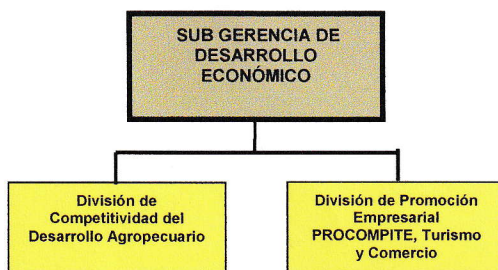 SUB GERENCIA DE
DESARROLLO
ECONÓMICO
División de
Competitividad del
Desarrollo Agropecuario
División de Promoción
Empresarial
PROCOMPITE, Turismo
y Comercio